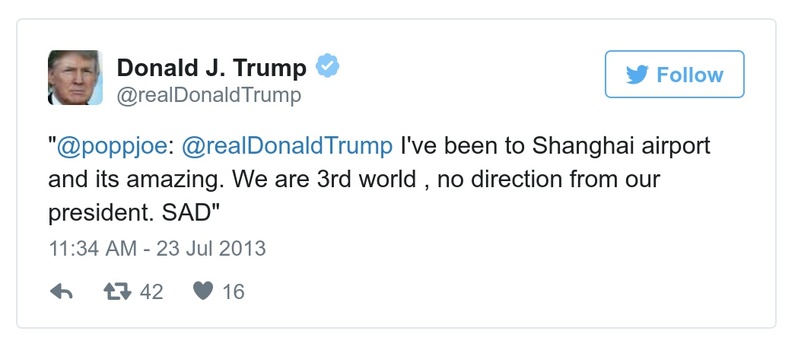 Donald J. Trump
Follow
@realDonaldTrump
"@poppjoe: @realDonaldTrump I've been to Shanghai airport
and its amazing. We are 3rd world , no direction from our
president. SAD"
11:34 AM - 23 Jul 2013
42 16